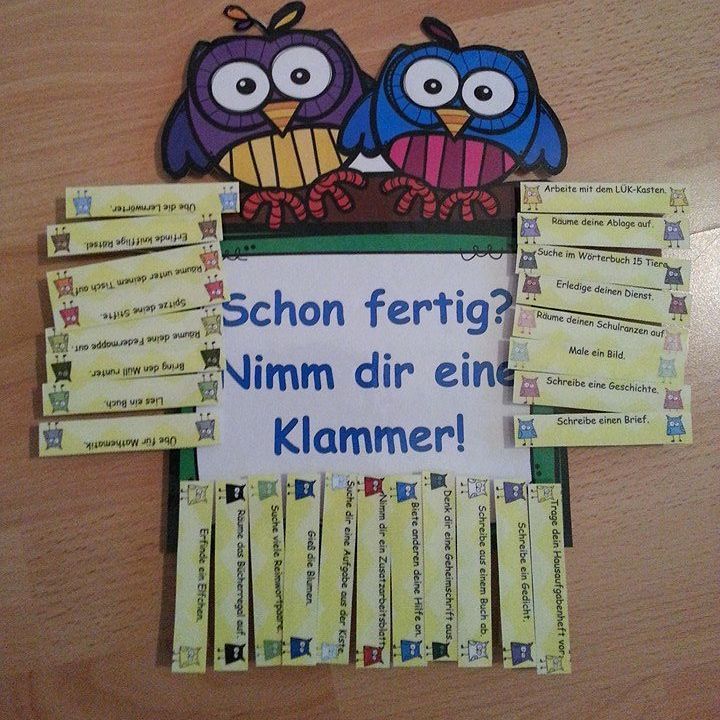 Schon fertig?
Nimm dir eine
Klammer!
Übe die Lernwörter.
Erfinde knifflige Rätsel.
Räume unter deinem Tisch auf.
Spitze deine Stifte.
Räume deine Federmappe auf.
Bring den Müll runter.
Lies ein Buch.
Übe für Mathematik.
Arbeite mit dem LÜK-Kasten.
Räume deine Ablage auf.
Suche im Wörterbuch 15 Tiere
Erledige deinen Dienst.
Räume deinen Schulranzen auf
Male ein Bild.
Schreibe eine Geschichte.
Schreibe einen Brief.
Erfinde ein Elfchen.
Räume das Bücherregal auf.
Suche viele Reimwortpaare.
Gieß die Blumen.
Suche dir eine Aufgabe aus der Kiste.
Nimm dir ein Zusatzarbeitsblatt
Biete anderen deine Hilfe an.
Denk dir eine Geheimschrift aus.
Schreibe aus einem Buch ab.
Schreibe ein Gedicht.
Trage dein Hausaufgabenheft vor